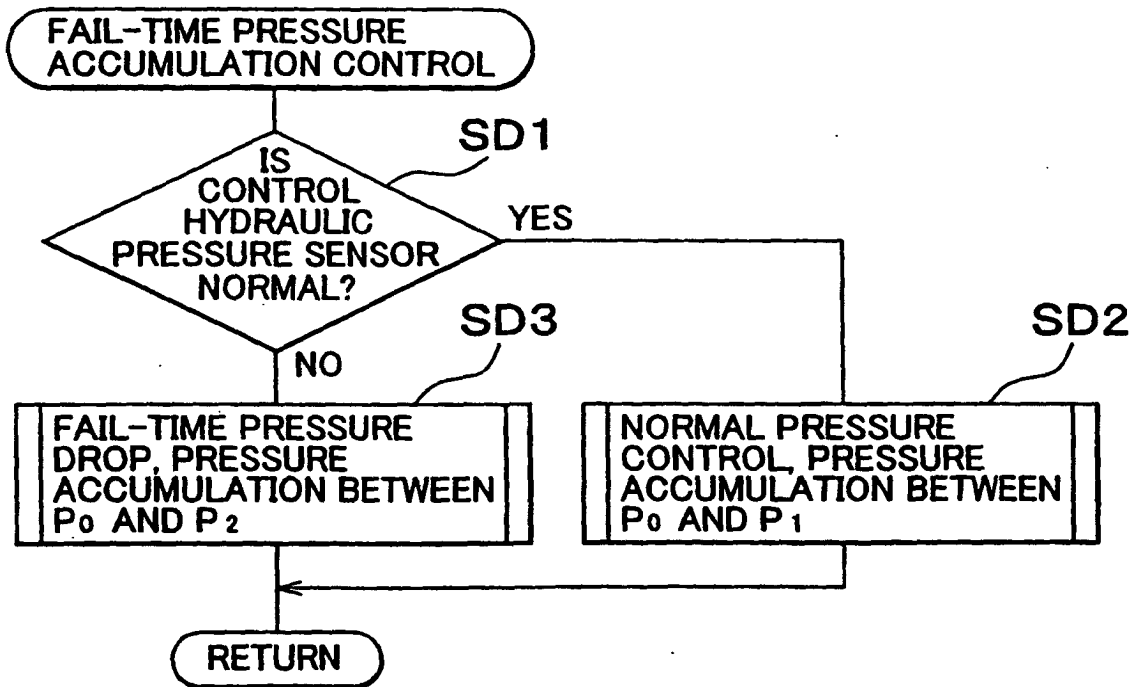 FAIL-TIME PRESSURE
ACCUMULATION CONTROL
SD1
IS
CONTROL
HYDRAULIC
PRESSURE SENSOR
NORMAL?
YES
NO
SD3
SD2
FAIL-TIME PRESSURE
DROP, PRESSURE
ACCUMULATION BETWEEN
P0 AND P2
NORMAL PRESSURE
CONTROL, PRESSURE
ACCUMULATION BETWEEN
P0 AND P1
RETURN